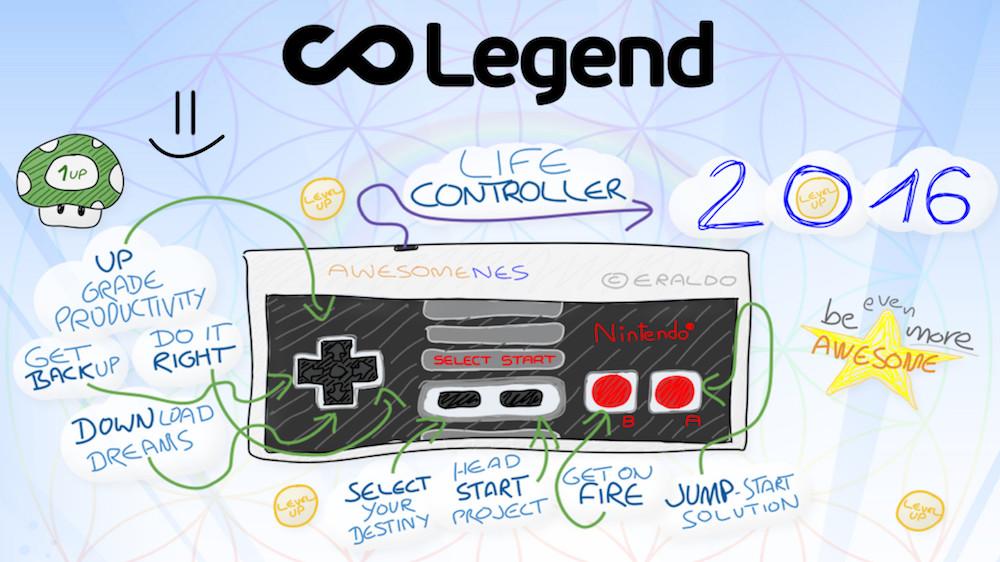 CO Legend
1UP
LIFE
CONTROLLER
LEVEL UP
2016
LEVEL UP
AWESOMENES
© ERALDO
UP
GRADE
PRODUCTIVITY
GET
BACKUP
DO IT
RIGHT
DOWNLOAD
DREAMS
Nintendo
SELECT START
B
A
be even more
AWESOME
SELECT
YOUR
DESTINY
HEAD
START
PROJECT
GET ON
FIRE
JUMP-START
SOLUTION
LEVEL UP
LEVEL UP